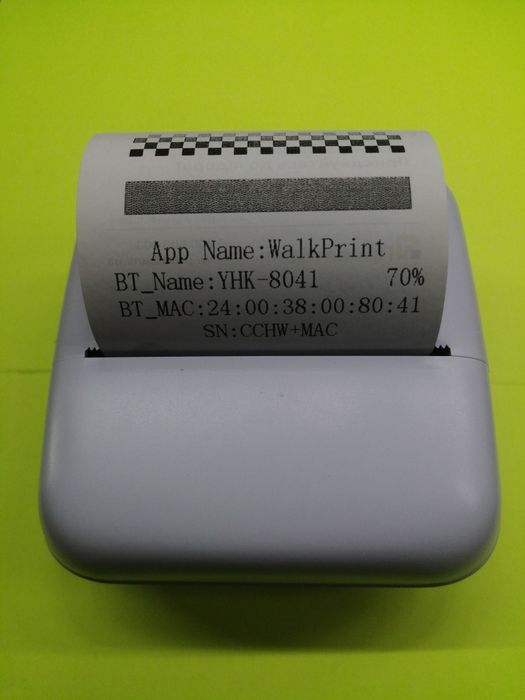 App Name:WalkPrint
BT_Name:YHK-8041 70%
BT_MAC:24:00:38:00:80:41
SN:CCHW+MAC